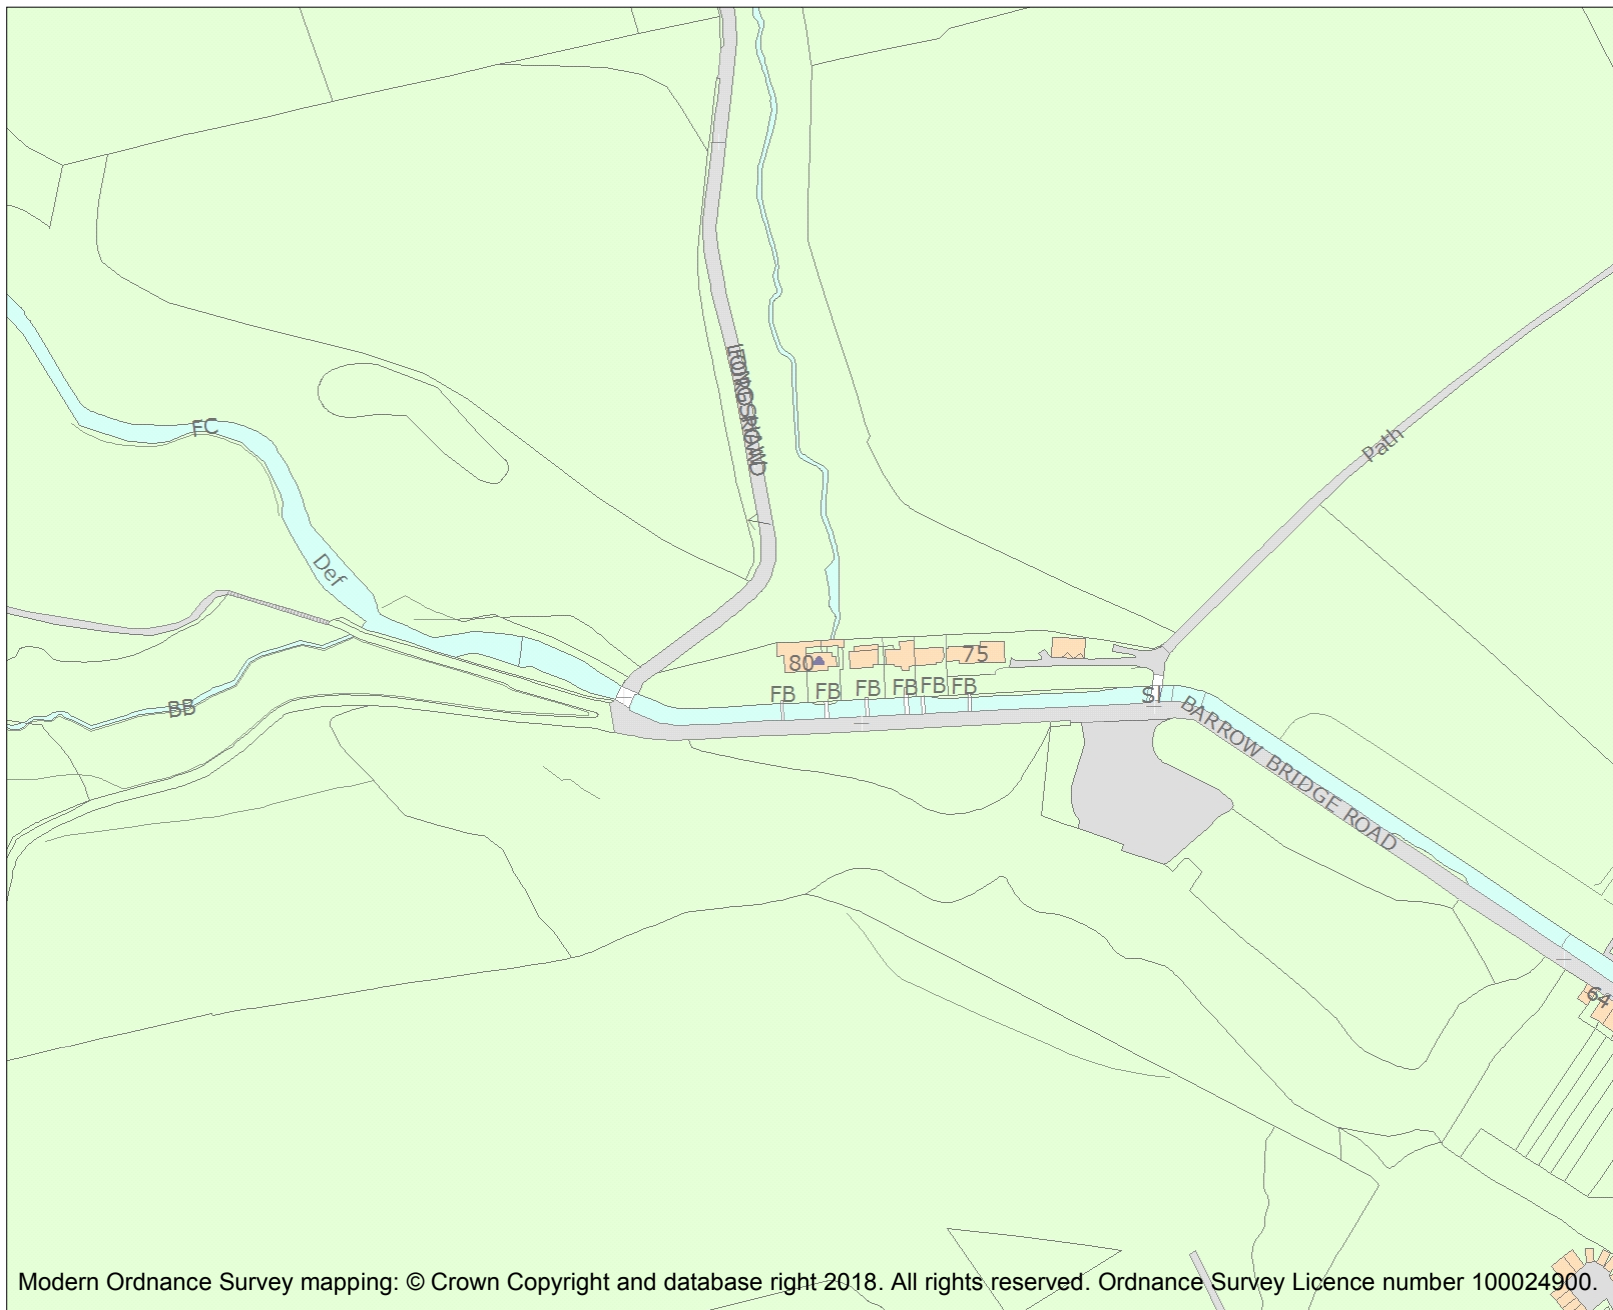 FC
Def
BB
Path
80
75
FB
FB
FB
FB
FB
FB
Sl
BARROW BRIDGE ROAD
64
Modern Ordnance Survey mapping: © Crown Copyright and database right 2018. All rights reserved. Ordnance Survey Licence number 100024900.